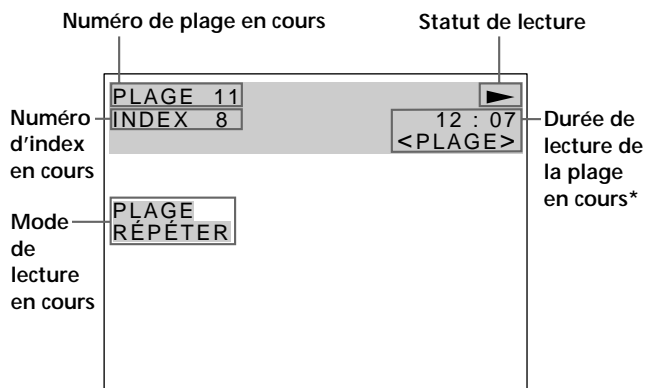 Numéro de plage en cours
Statut de lecture
PLAGE 11
INDEX 8
12 : 07
<PLAGE>
Numéro
d'index
en cours
Durée de
lecture de
la plage
en cours*
PLAGE
RÉPÉTER
Mode
de
lecture
en cours